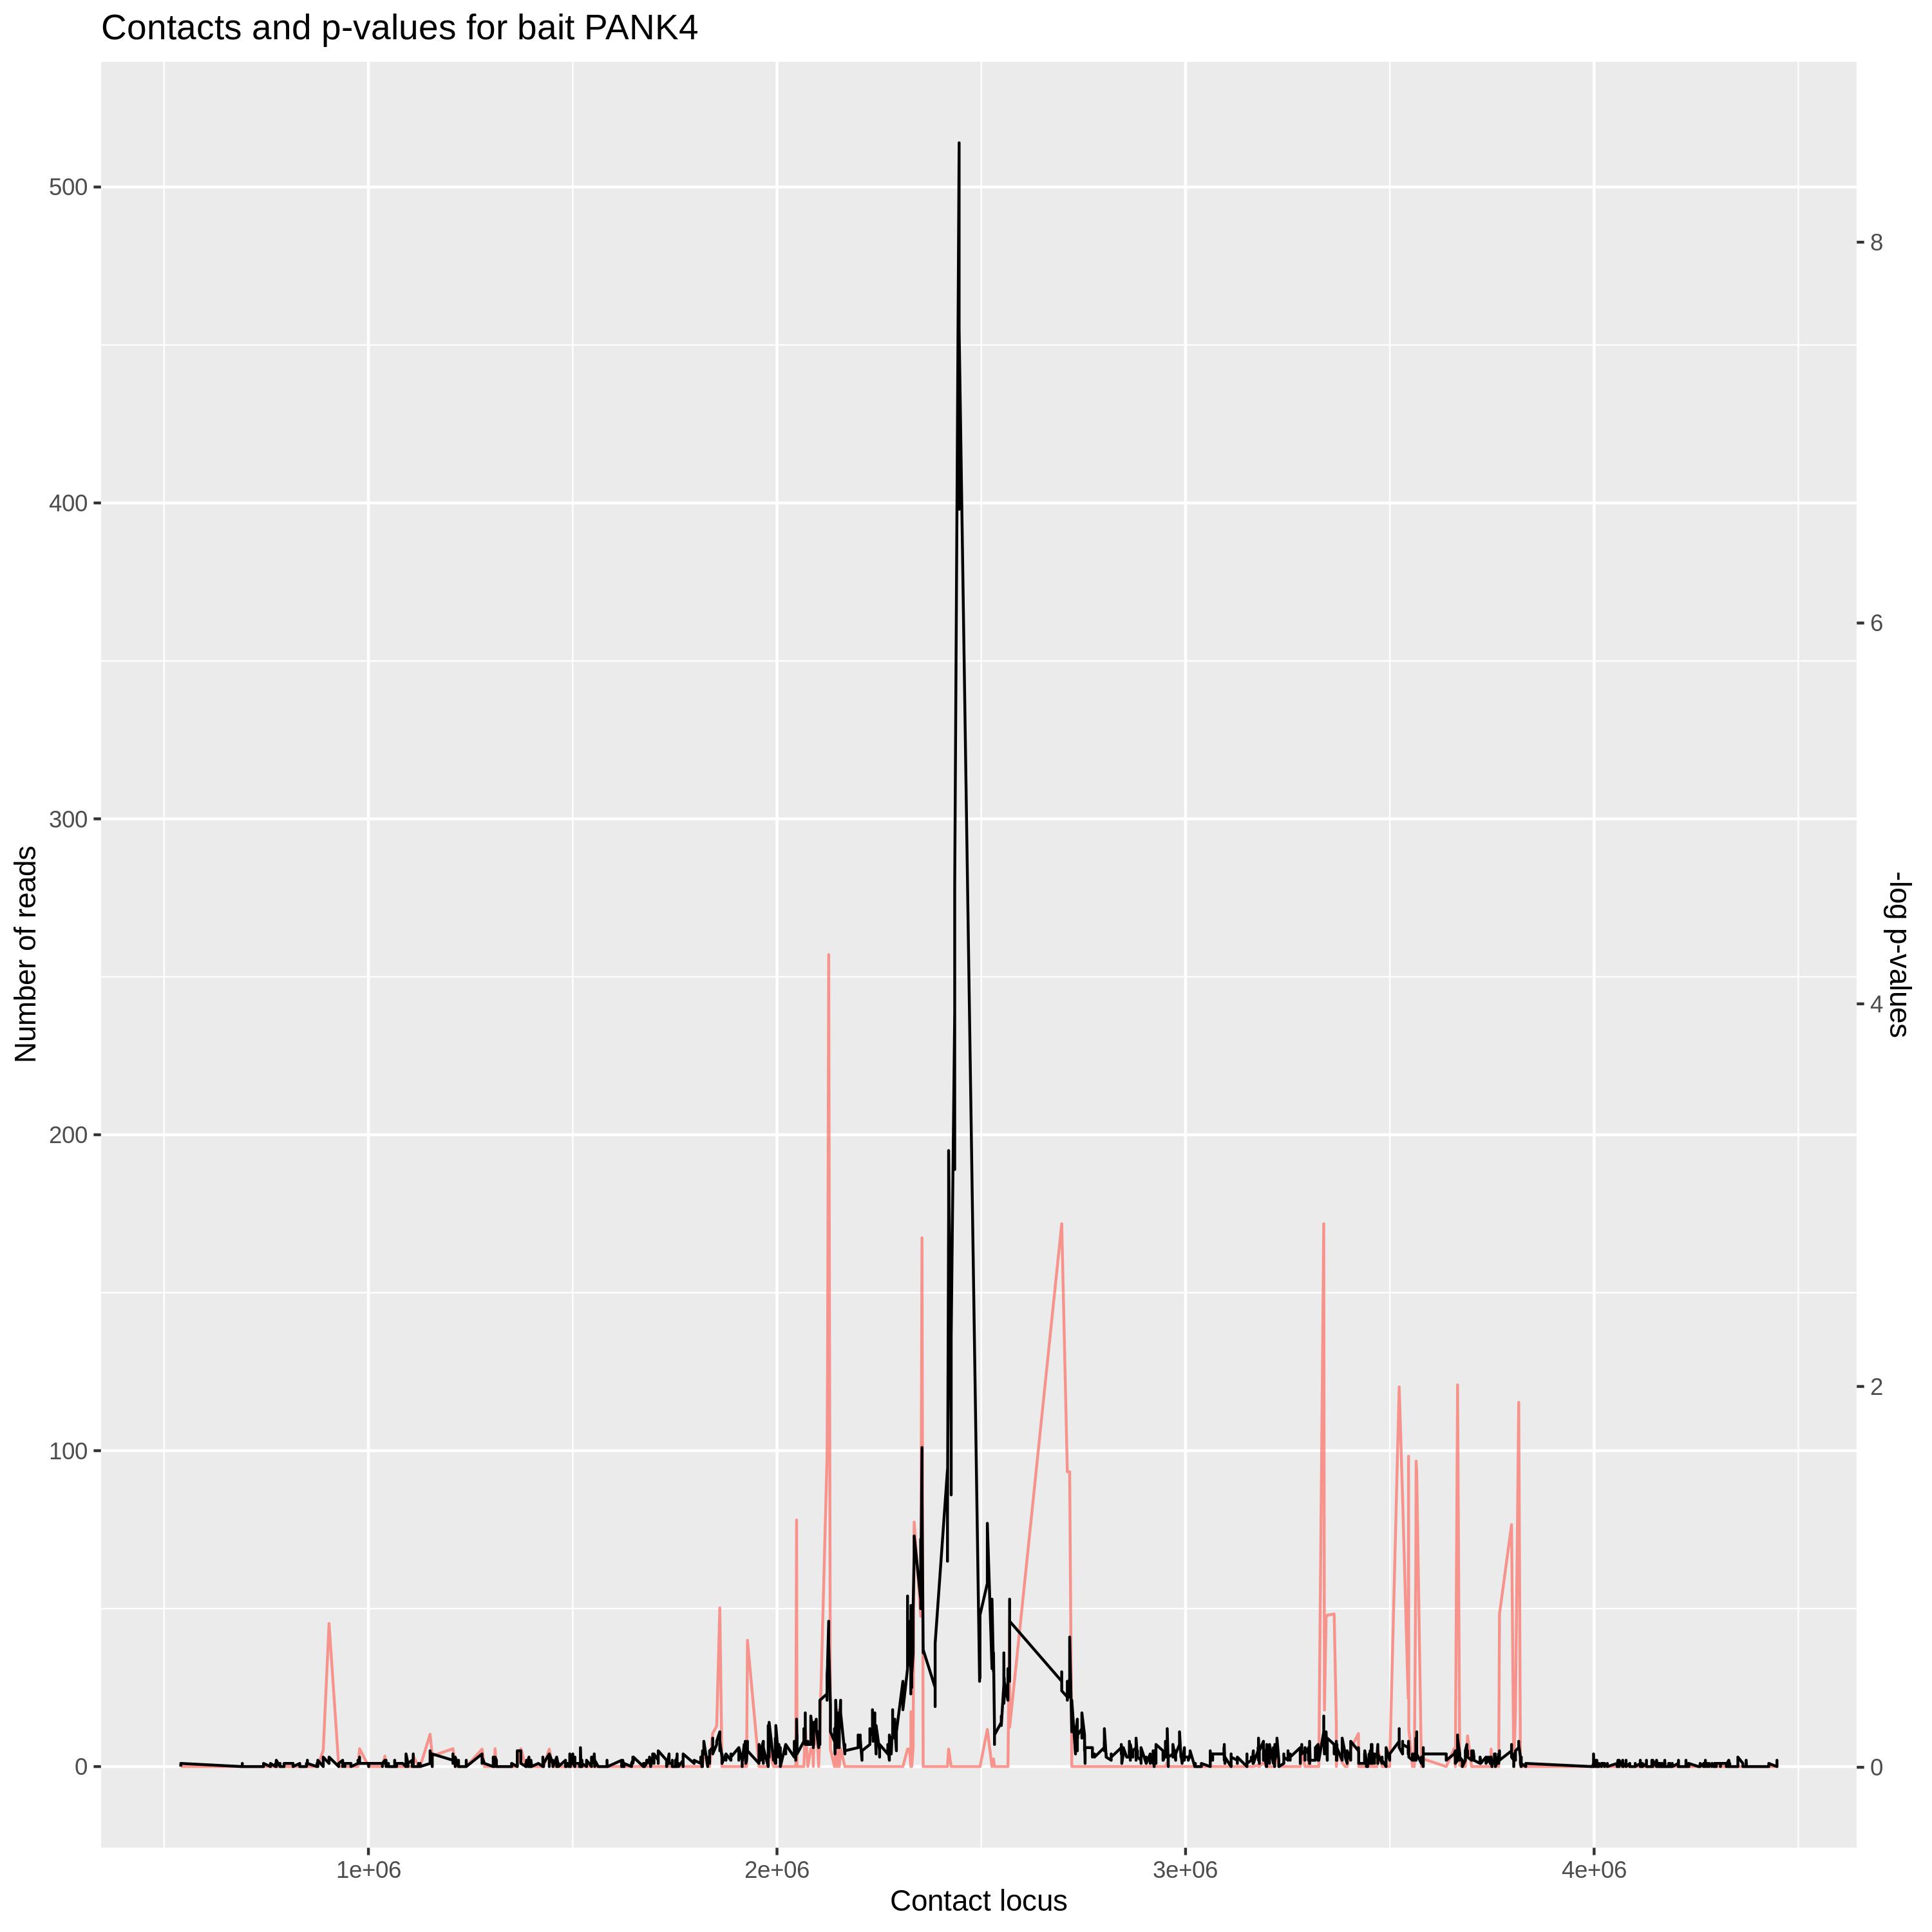 Contacts and p-values for bait PANK4
500
400
300
200
100
0
Number of reads
8
6
4
2
0
-log p-values
1e+06
2e+06
3e+06
4e+06
Contact locus